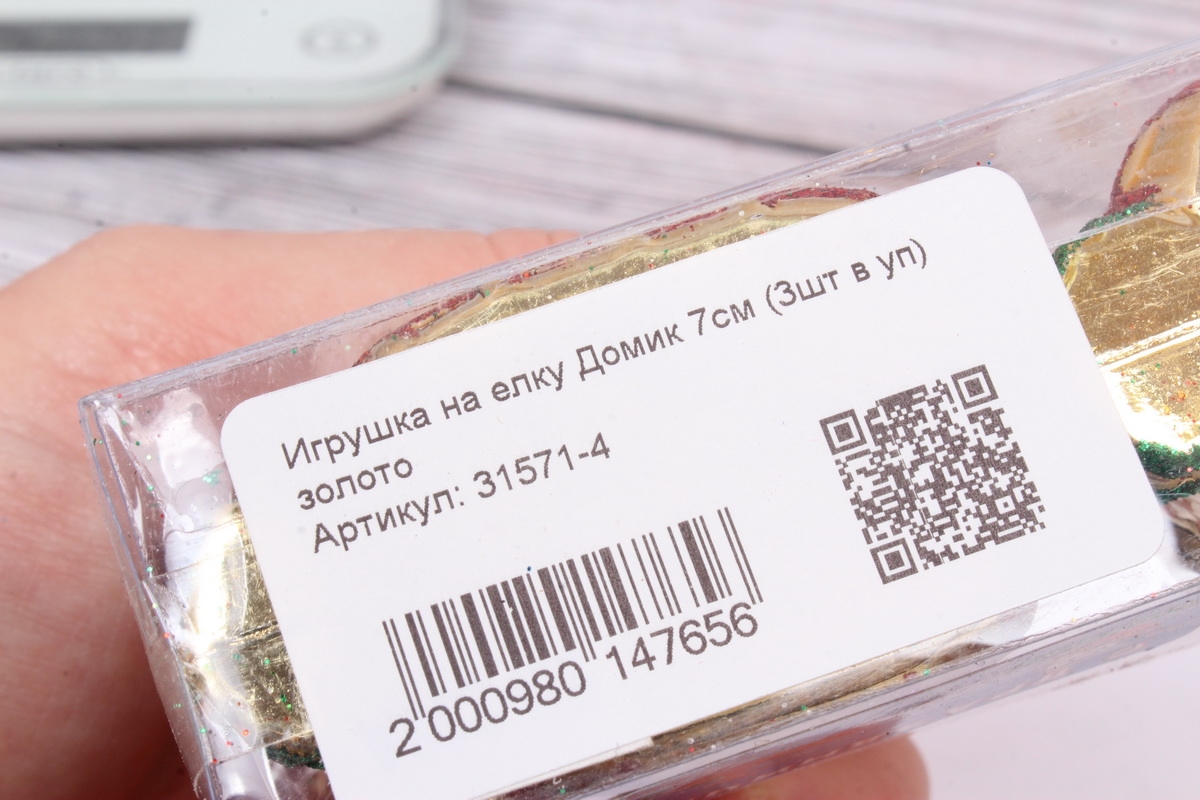 Игрушка на елку Домик 7см (3шт в уп)
золото
Артикул: 31571-4
2 000980 147656